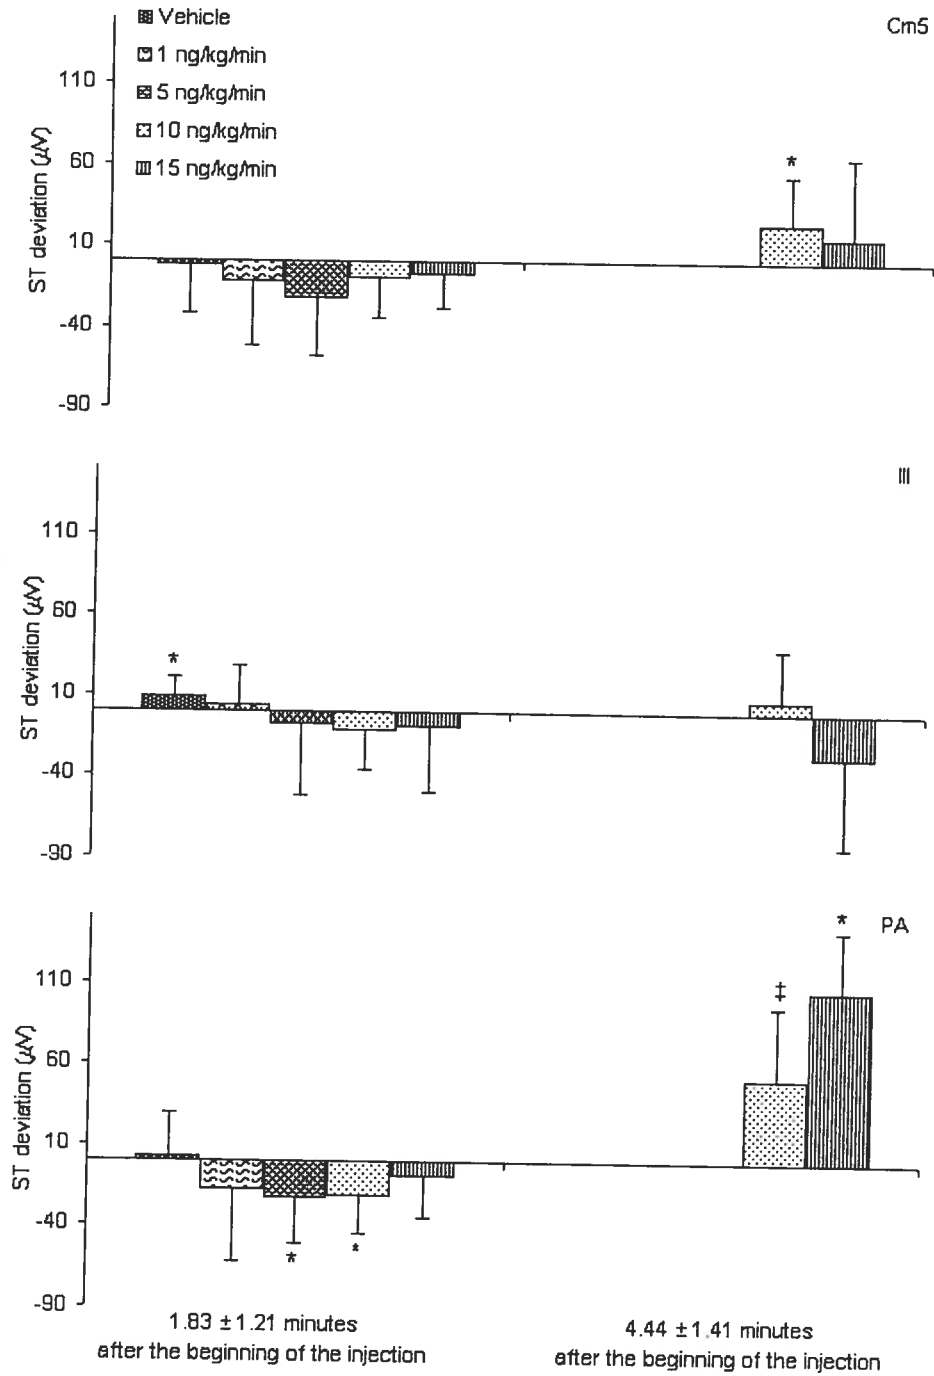 Vehicle
1 ng/kg/min
5 ng/kg/min
10 ng/kg/min
15 ng/kg/min
Cm5
ST deviation (µV)
110
60
10
-40
-90
*
III
ST deviation (µV)
110
60
10
-40
-90
*
PA
ST deviation (µV)
110
60
10
-40
-90
* *
‡
*
1.83 ±1.21 minutes
after the beginning of the injection
4.44 ±1.41 minutes
after the beginning of the injection